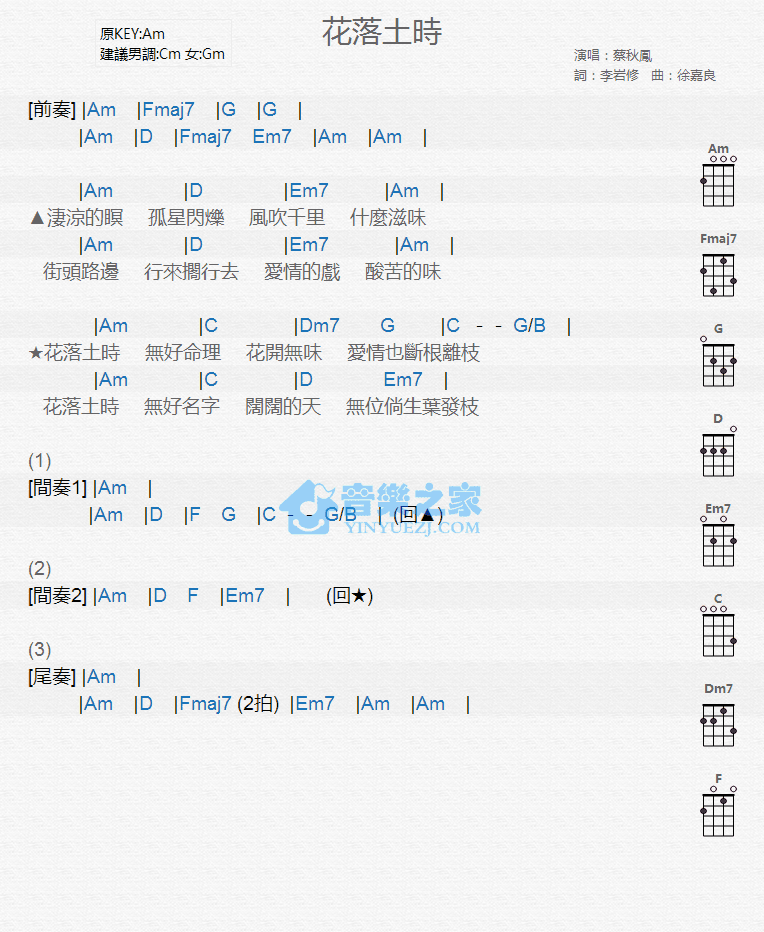 花落土時
原KEY:Am
建議男調:Cm 女:Gm
演唱：蔡秋鳳
詞：李岩修 曲：徐嘉良
[前奏] |Am |Fmaj7 |G |G |
|Am |D |Fmaj7 Em7 |Am |Am |
|Am |D |Em7 |Am |
▲淒涼的暝 孤星閃爍 風吹千里 什麼滋味
|Am |D |Em7 |Am |
街頭路邊 行來擱行去 愛情的戲 酸苦的味
|Am |C |Dm7 G |C - - G/B |
★花落土時 無好命理 花開無味 愛情也斷根離枝
|Am |C |D Em7 |
花落土時 無好名字 闊闊的天 無位倘生葉發枝
(1)
[間奏1] |Am |
|Am |D |F G |C - - G/B | (回▲)
音樂之家
YINYUEZJ.COM
(2)
[間奏2] |Am |D F |Em7 | (回★)
(3)
[尾奏] |Am |
|Am |D |Fmaj7 (2拍) |Em7 |Am |Am |
Am
Fmaj7
G
D
Em7
C
Dm7
F